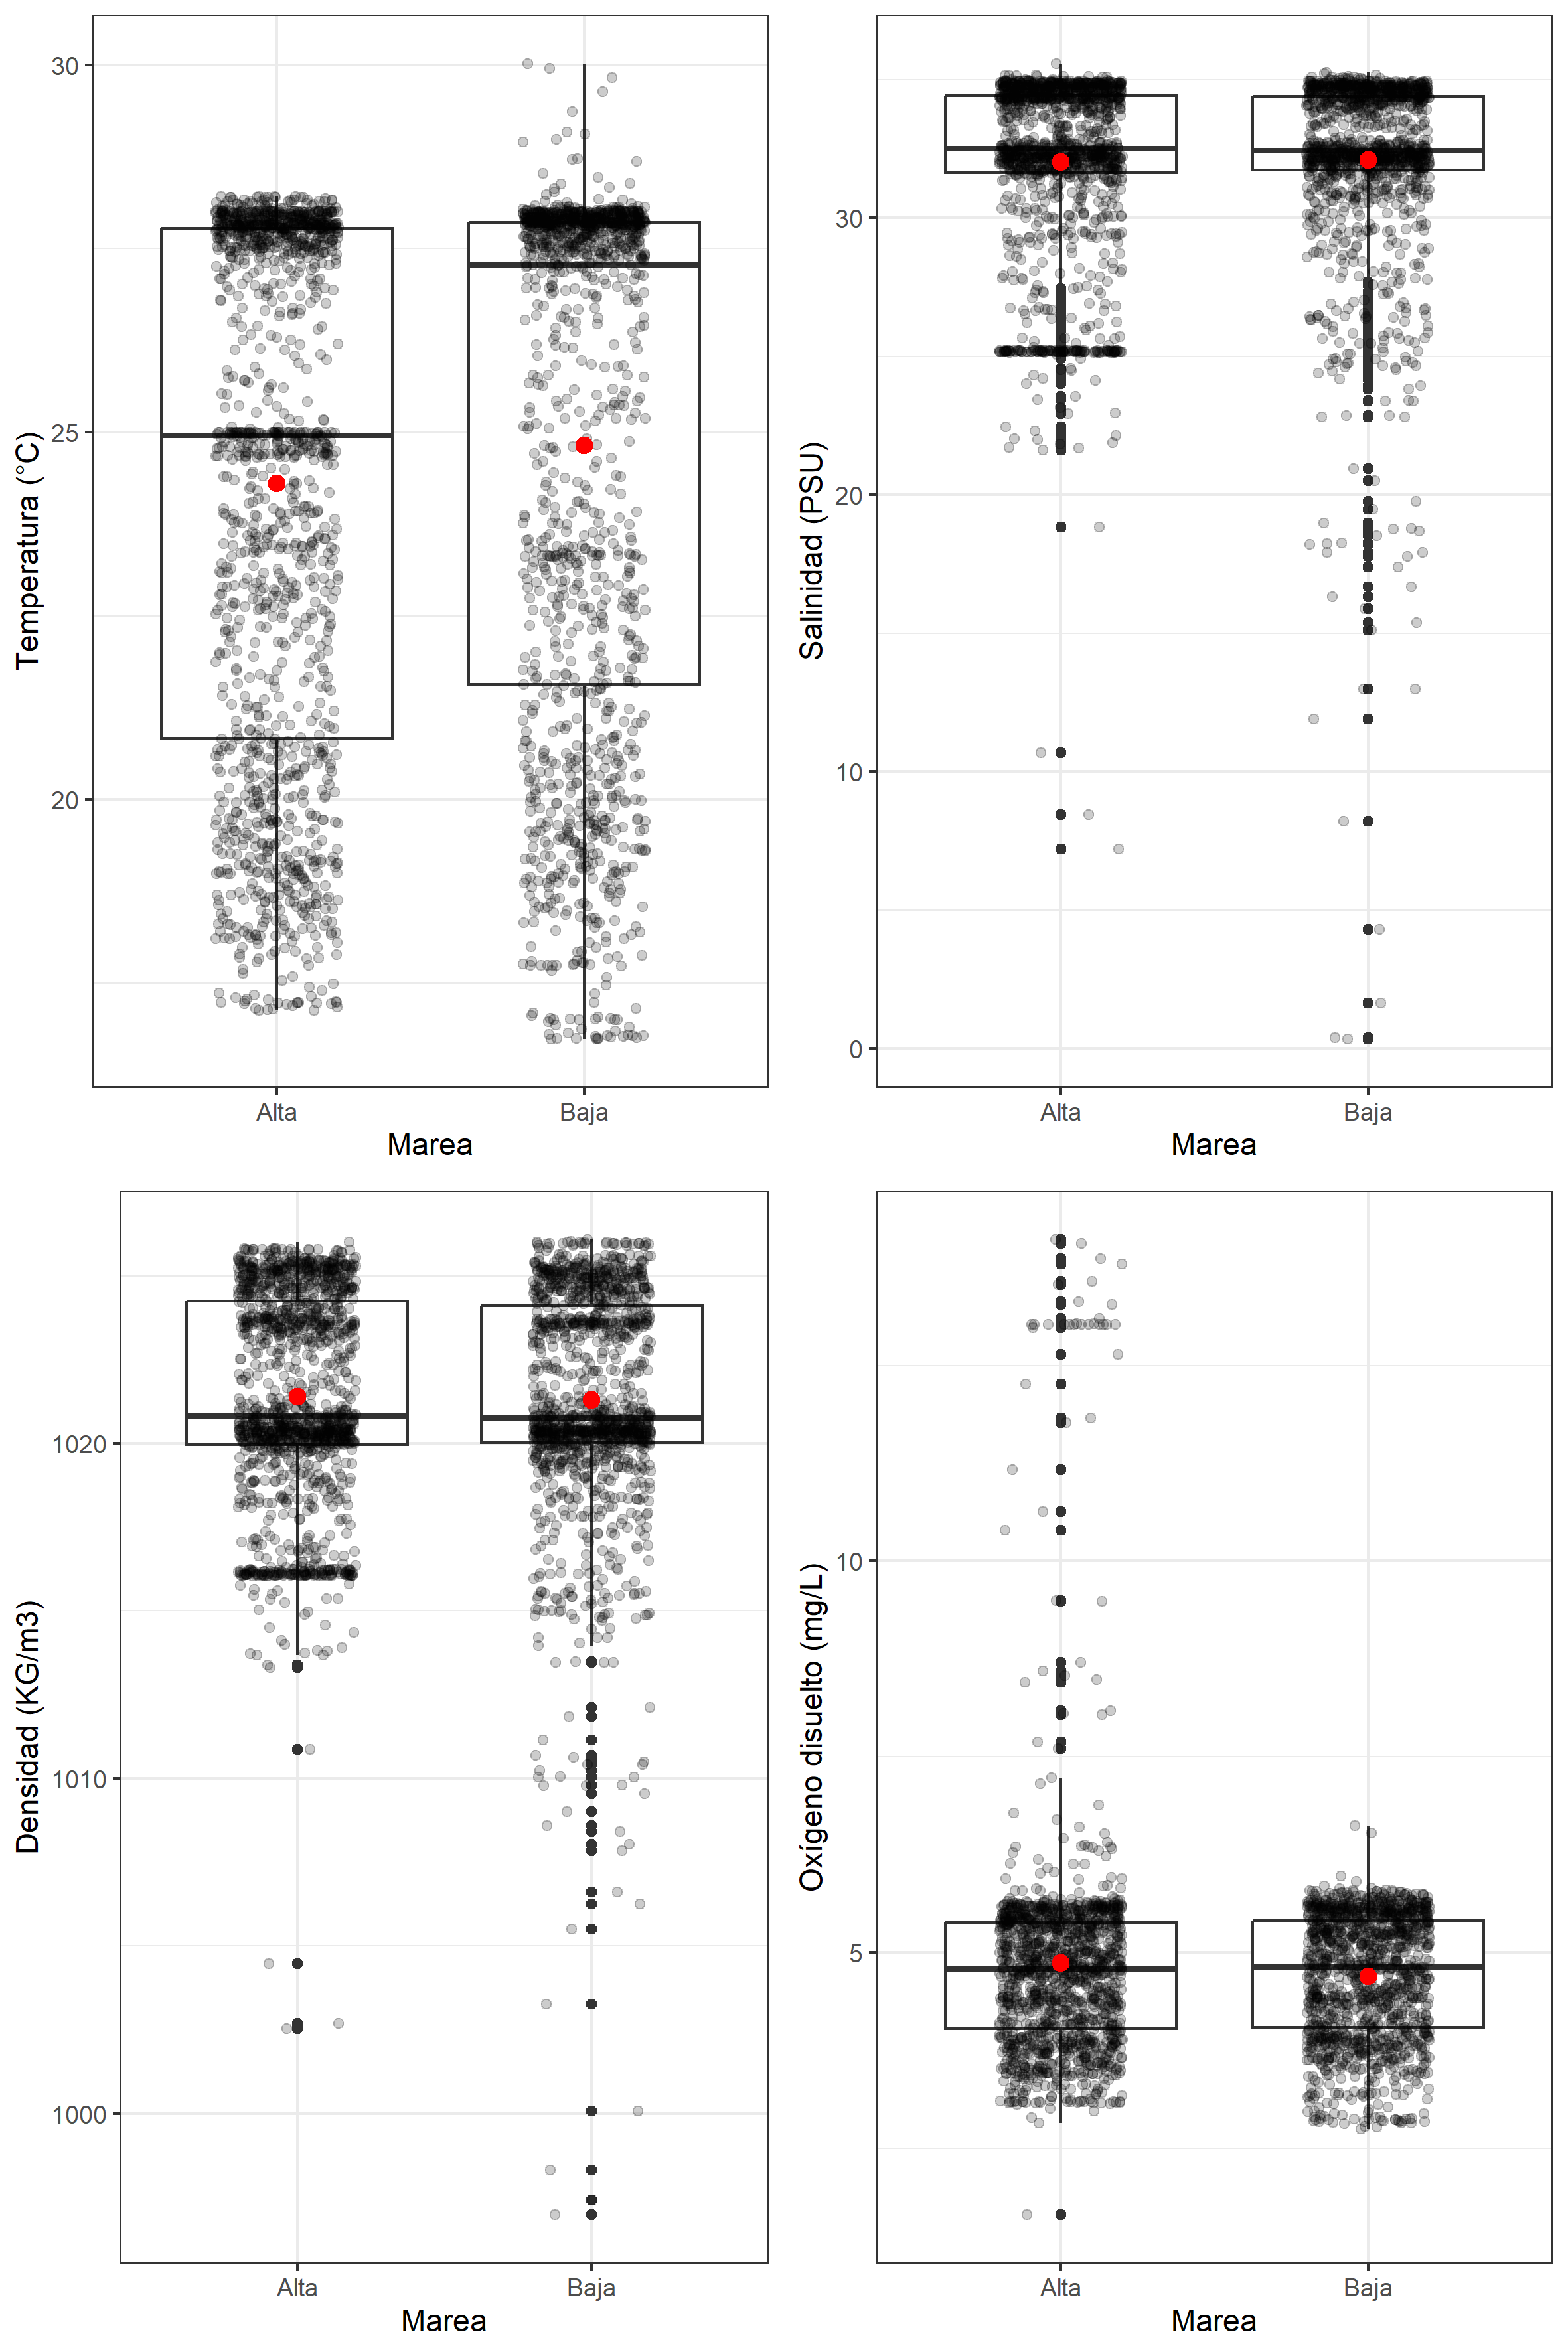 Temperatura (°C)
30
25
20
Alta
Baja
Marea
Salinidad (PSU)
30
20
10
0
Alta
Baja
Marea
Densidad (KG/m3)
1020
1010
1000
Alta
Baja
Marea
Oxígeno disuelto (mg/L)
10
5
Alta
Baja
Marea